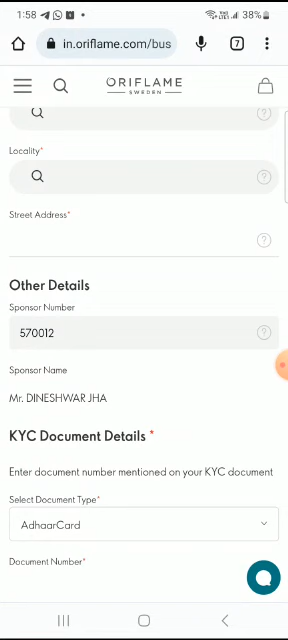 1:58
38%
in.oriflame.com/bus
7
ORIFLAME
SWEDEN
?
Locality*
?
Street Address*
?
Other Details
Sponsor Number
570012
?
Sponsor Name
Mr. DINESHWAR JHA
KYC Document Details *
Enter document number mentioned on your KYC document
Select Document Type*
AdhaarCard
Document Number*